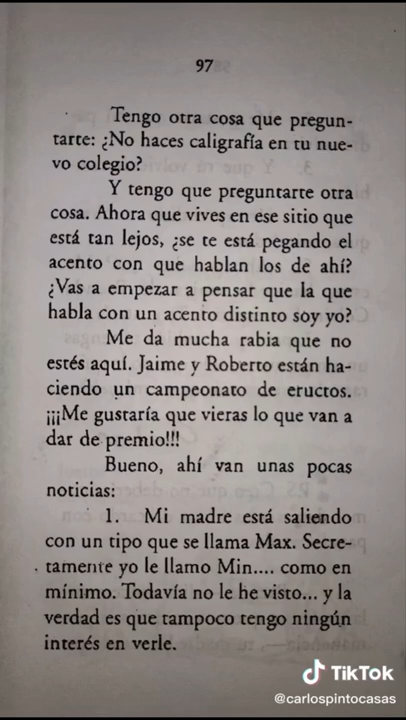 97
Tengo otra cosa que pregun-
tarte: ¿No haces caligrafía en tu nue-
vo colegio?
Y tengo que preguntarte otra
cosa. Ahora que vives en ese sitio que
está tan lejos, ¿se te está pegando el
acento con que hablan los de ahí?
¿Vas a empezar a pensar que la que
habla con un acento distinto soy yo?
Me da mucha rabia que no
estés aquí. Jaime y Roberto están ha-
ciendo un campeonato de eructos.
¡¡¡Me gustaría que vieras lo que van a
dar de premio!!!
Bueno, ahí van unas pocas
noticias:
1. Mi madre está saliendo
con un tipo que se llama Max. Secre-
tamente yo le llamo Min.... como en
mínimo. Todavía no le he visto... y la
verdad es que tampoco tengo ningún
interés en verle.
TikTok
@carlospintocasas